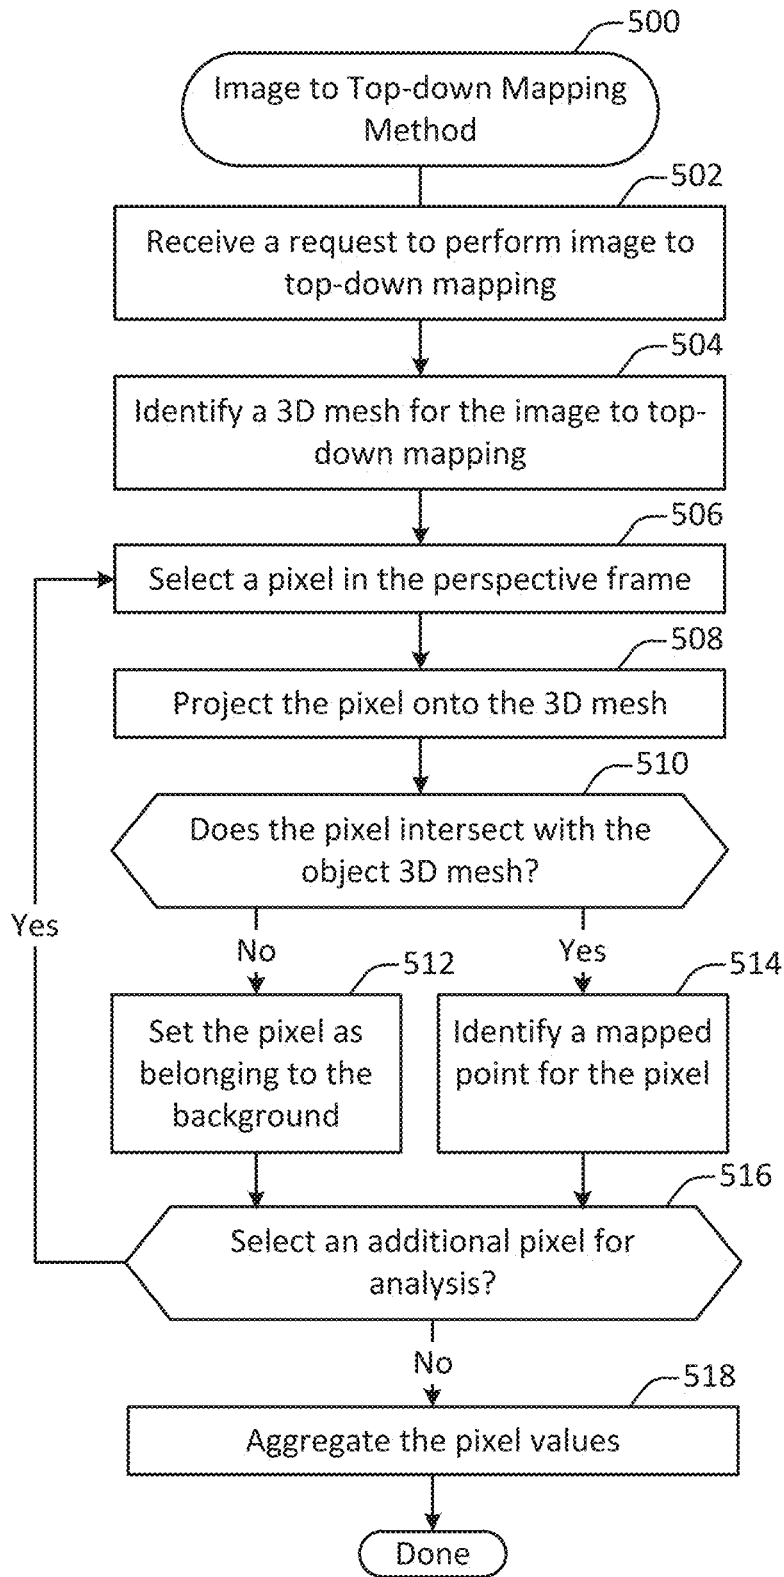 500
Image to Top-down Mapping
Method
502
Receive a request to perform image to
top-down mapping
504
Identify a 3D mesh for the image to top-
down mapping
506
Select a pixel in the perspective frame
508
Project the pixel onto the 3D mesh
510
Does the pixel intersect with the
object 3D mesh?
Yes
No
Yes
512
514
Set the pixel as
belonging to the
background
Identify a mapped
point for the pixel
516
Select an additional pixel for
analysis?
No
518
Aggregate the pixel values
Done